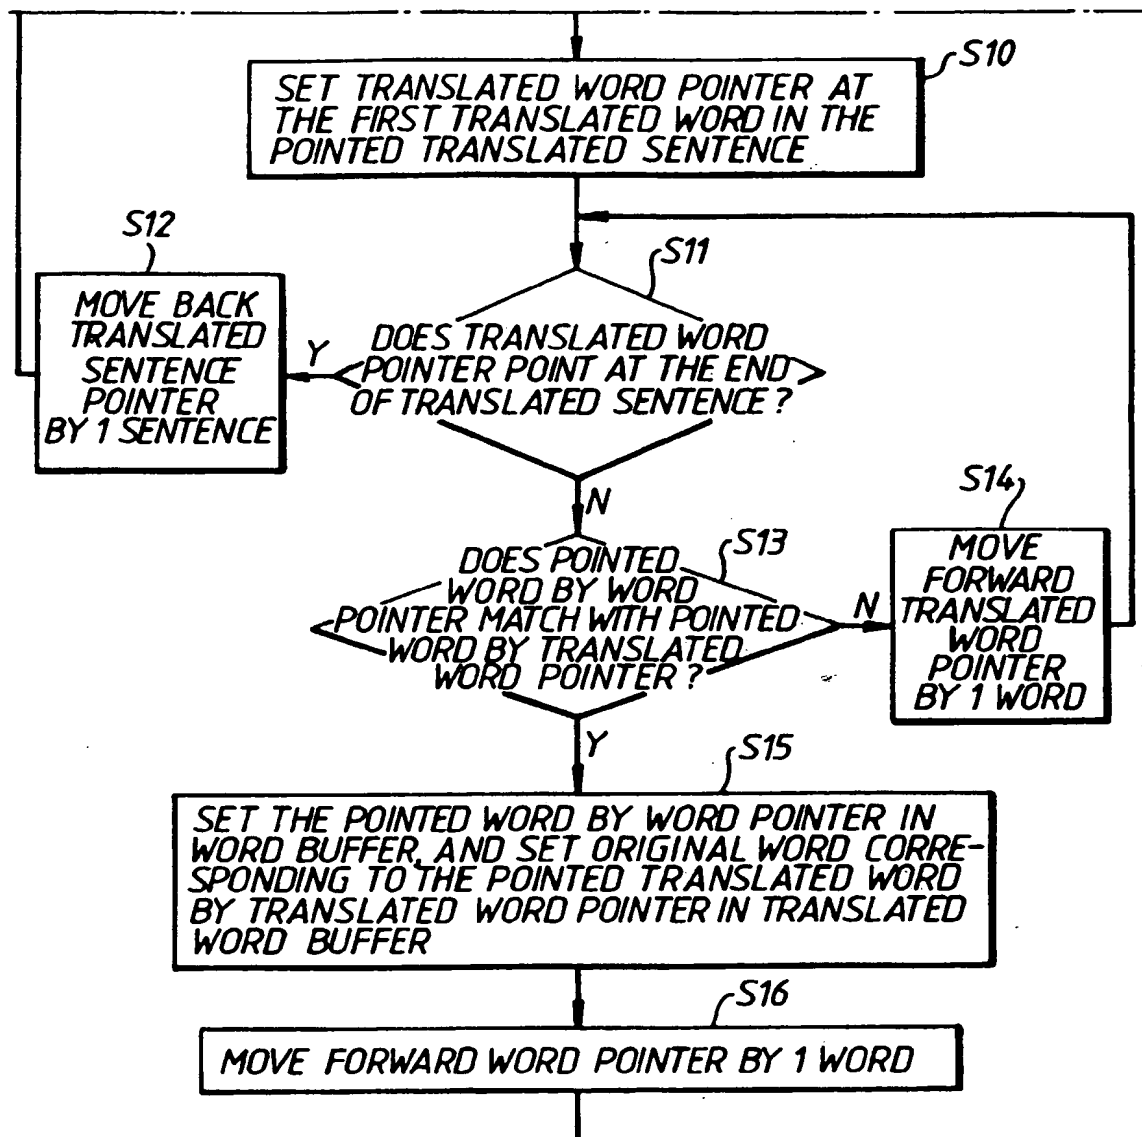 S10
SET TRANSLATED WORD POINTER AT
THE FIRST TRANSLATED WORD IN THE
POINTED TRANSLATED SENTENCE
S12
MOVE BACK
TRANSLATED
SENTENCE
POINTER
BY 1 SENTENCE
S11
DOES TRANSLATED WORD
POINTER POINT AT THE END
OF TRANSLATED SENTENCE ?
Y
N
S13
DOES POINTED
WORD BY WORD
POINTER MATCH WITH POINTED
WORD BY TRANSLATED
WORD POINTER ?
N
S14
MOVE
FORWARD
TRANSLATED
WORD
POINTER
BY 1 WORD
Y
S15
SET THE POINTED WORD BY WORD POINTER IN
WORD BUFFER, AND SET ORIGINAL WORD CORRE-
SPONDING TO THE POINTED TRANSLATED WORD
BY TRANSLATED WORD POINTER IN TRANSLATED
WORD BUFFER
S16
MOVE FORWARD WORD POINTER BY 1 WORD